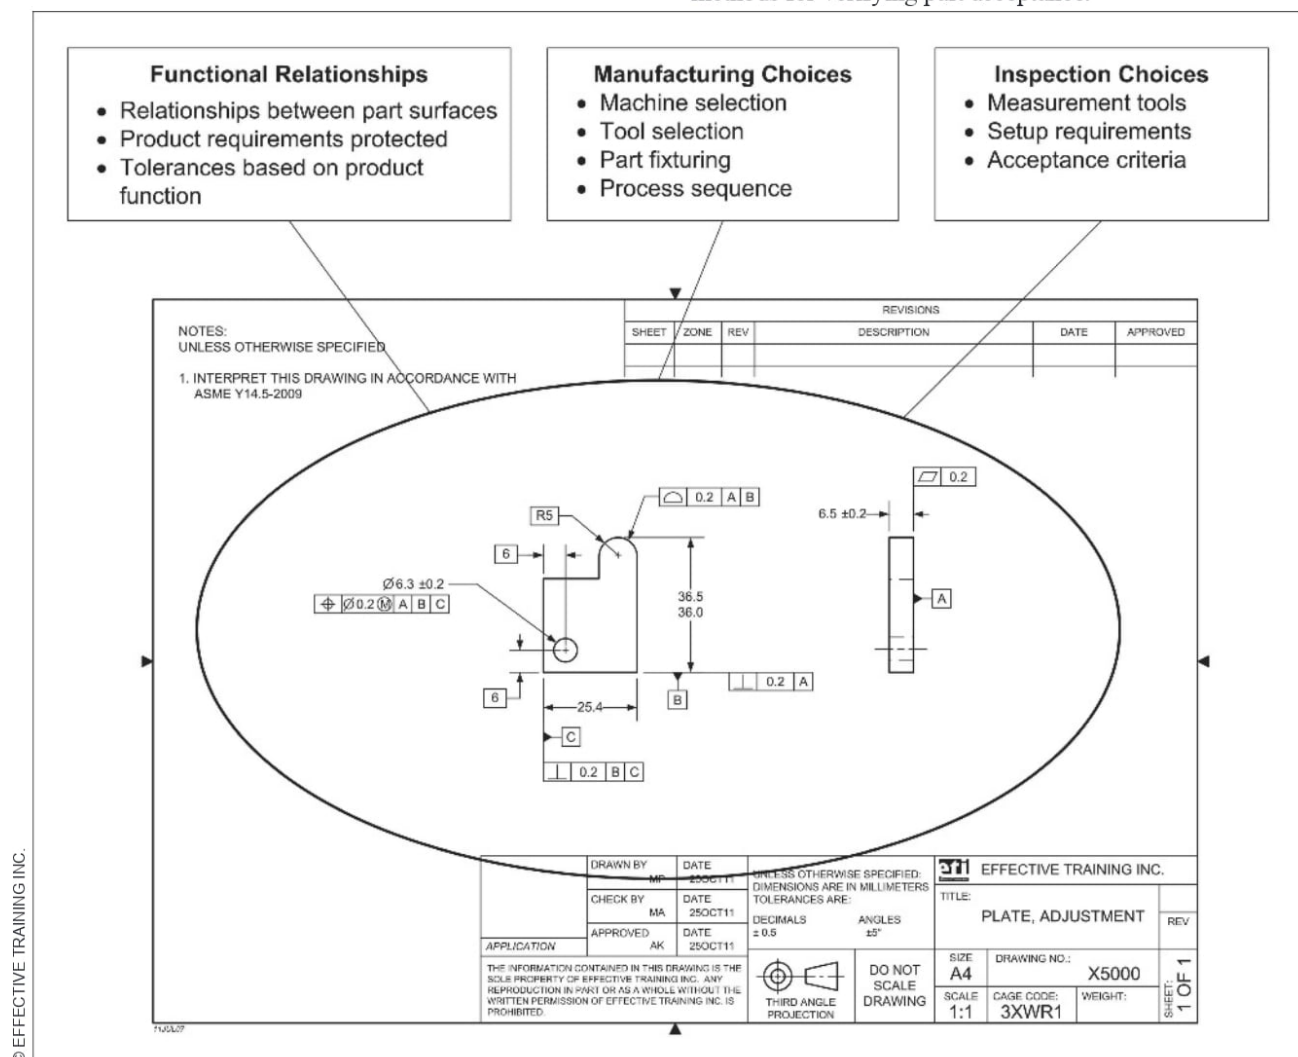 methods for verifying part acceptance.
Functional Relationships
• Relationships between part surfaces
• Product requirements protected
• Tolerances based on product
function
Manufacturing Choices
• Machine selection
• Tool selection
• Part fixturing
• Process sequence
Inspection Choices
• Measurement tools
• Setup requirements
• Acceptance criteria
NOTES:
UNLESS OTHERWISE SPECIFIED
1. INTERPRET THIS DRAWING IN ACCORDANCE WITH
ASME Y14.5-2009
REVISIONS
SHEET ZONE REV DESCRIPTION DATE APPROVED
⏥ 0.2
⌓ 0.2 A B
R5
6.5 ±0.2
6
Ø6.3 ±0.2
⌖ Ø0.2 Ⓜ A B C
36.5
36.0
A
⟂ 0.2 A
6
B
25.4
C
⟂ 0.2 B C
DRAWN BY
MP
DATE
25OCT11
CHECK BY
MA
DATE
25OCT11
APPROVED
AK
DATE
25OCT11
APPLICATION
THE INFORMATION CONTAINED IN THIS DRAWING IS THE
SOLE PROPERTY OF EFFECTIVE TRAINING INC. ANY
REPRODUCTION IN PART OR AS A WHOLE WITHOUT THE
WRITTEN PERMISSION OF EFFECTIVE TRAINING INC. IS
PROHIBITED.
UNLESS OTHERWISE SPECIFIED:
DIMENSIONS ARE IN MILLIMETERS
TOLERANCES ARE:
DECIMALS ANGLES
± 0.5 ±5°
THIRD ANGLE
PROJECTION
DO NOT
SCALE
DRAWING
eti EFFECTIVE TRAINING INC.
TITLE:
PLATE, ADJUSTMENT
REV
SIZE
A4
DRAWING NO.:
X5000
SCALE
1:1
CAGE CODE:
3XWR1
WEIGHT:
SHEET:
1 OF 1
© EFFECTIVE TRAINING INC.